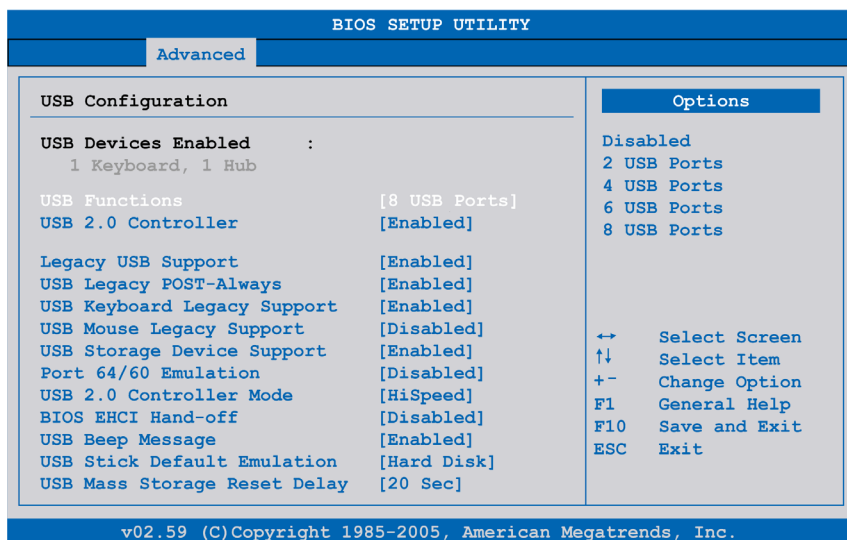 BIOS SETUP UTILITY
Advanced
USB Configuration
USB Devices Enabled :
1 Keyboard, 1 Hub
USB Functions [8 USB Ports]
USB 2.0 Controller [Enabled]
Legacy USB Support [Enabled]
USB Legacy POST-Always [Enabled]
USB Keyboard Legacy Support [Enabled]
USB Mouse Legacy Support [Disabled]
USB Storage Device Support [Enabled]
Port 64/60 Emulation [Disabled]
USB 2.0 Controller Mode [HiSpeed]
BIOS EHCI Hand-off [Disabled]
USB Beep Message [Enabled]
USB Stick Default Emulation [Hard Disk]
USB Mass Storage Reset Delay [20 Sec]
Options
Disabled
2 USB Ports
4 USB Ports
6 USB Ports
8 USB Ports
↔ Select Screen
↑↓ Select Item
+- Change Option
F1 General Help
F10 Save and Exit
ESC Exit
v02.59 (C)Copyright 1985-2005, American Megatrends, Inc.